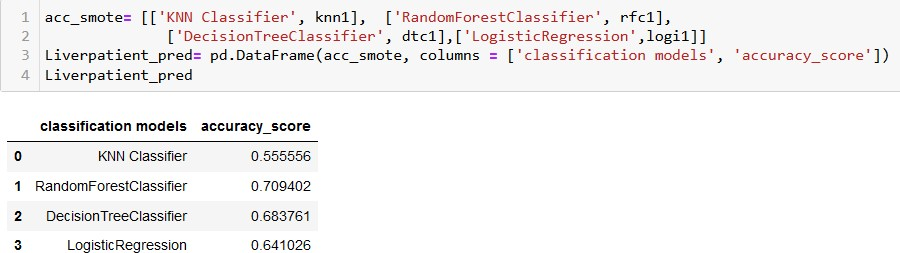 1 acc_smote= [['KNN Classifier', knn1],  ['RandomForestClassifier', rfc1],
2 ['DecisionTreeClassifier', dtc1],['LogisticRegression',logi1]]
3 Liverpatient_pred= pd.DataFrame(acc_smote, columns = ['classification models', 'accuracy_score'])
4 Liverpatient_pred
classification models accuracy_score
0 KNN Classifier 0.555556
1 RandomForestClassifier 0.709402
2 DecisionTreeClassifier 0.683761
3 LogisticRegression 0.641026